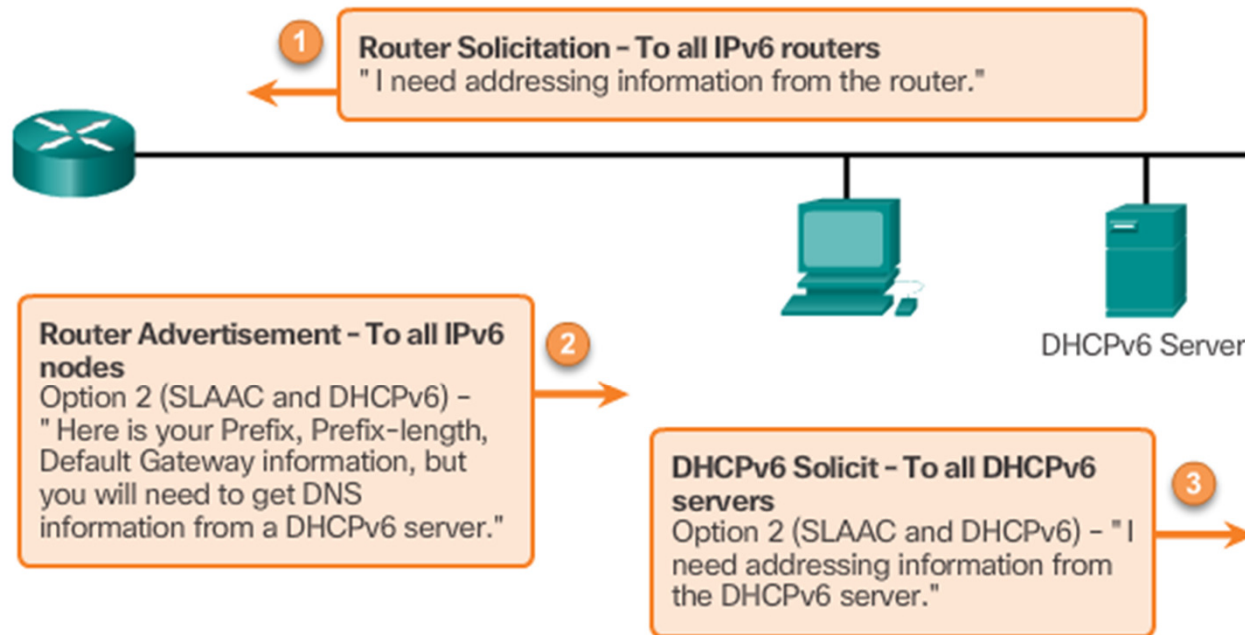 1
Router Solicitation – To all IPv6 routers
" I need addressing information from the router."
DHCPv6 Server
Router Advertisement – To all IPv6
nodes
Option 2 (SLAAC and DHCPv6) –
" Here is your Prefix, Prefix-length,
Default Gateway information, but
you will need to get DNS
information from a DHCPv6 server."
2
DHCPv6 Solicit – To all DHCPv6
servers
Option 2 (SLAAC and DHCPv6) – " I
need addressing information from
the DHCPv6 server."
3